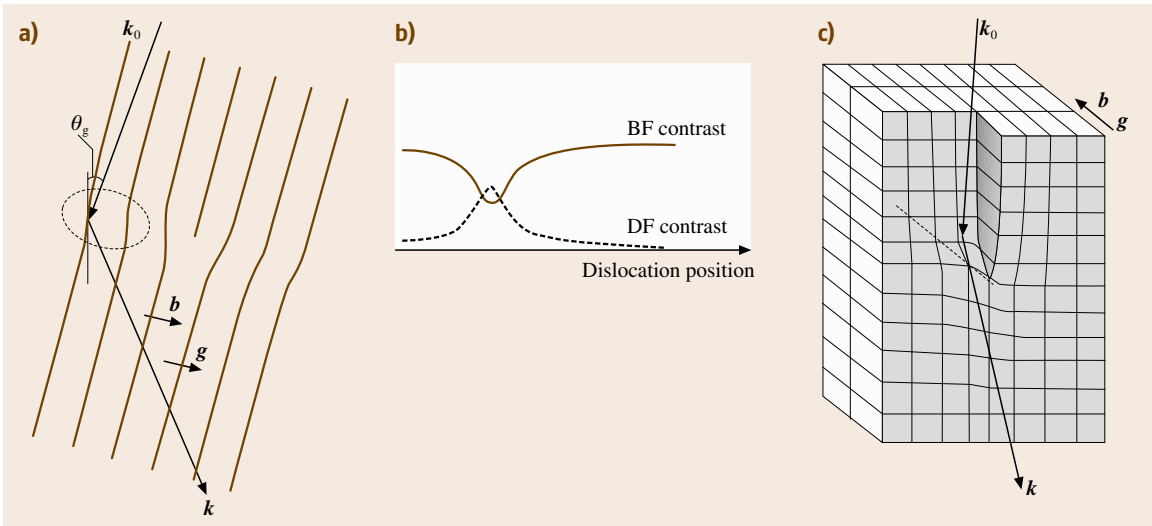 a)
k0
θg
b
g
k
b)
BF contrast
DF contrast
Dislocation position
c)
k0
b
g
k